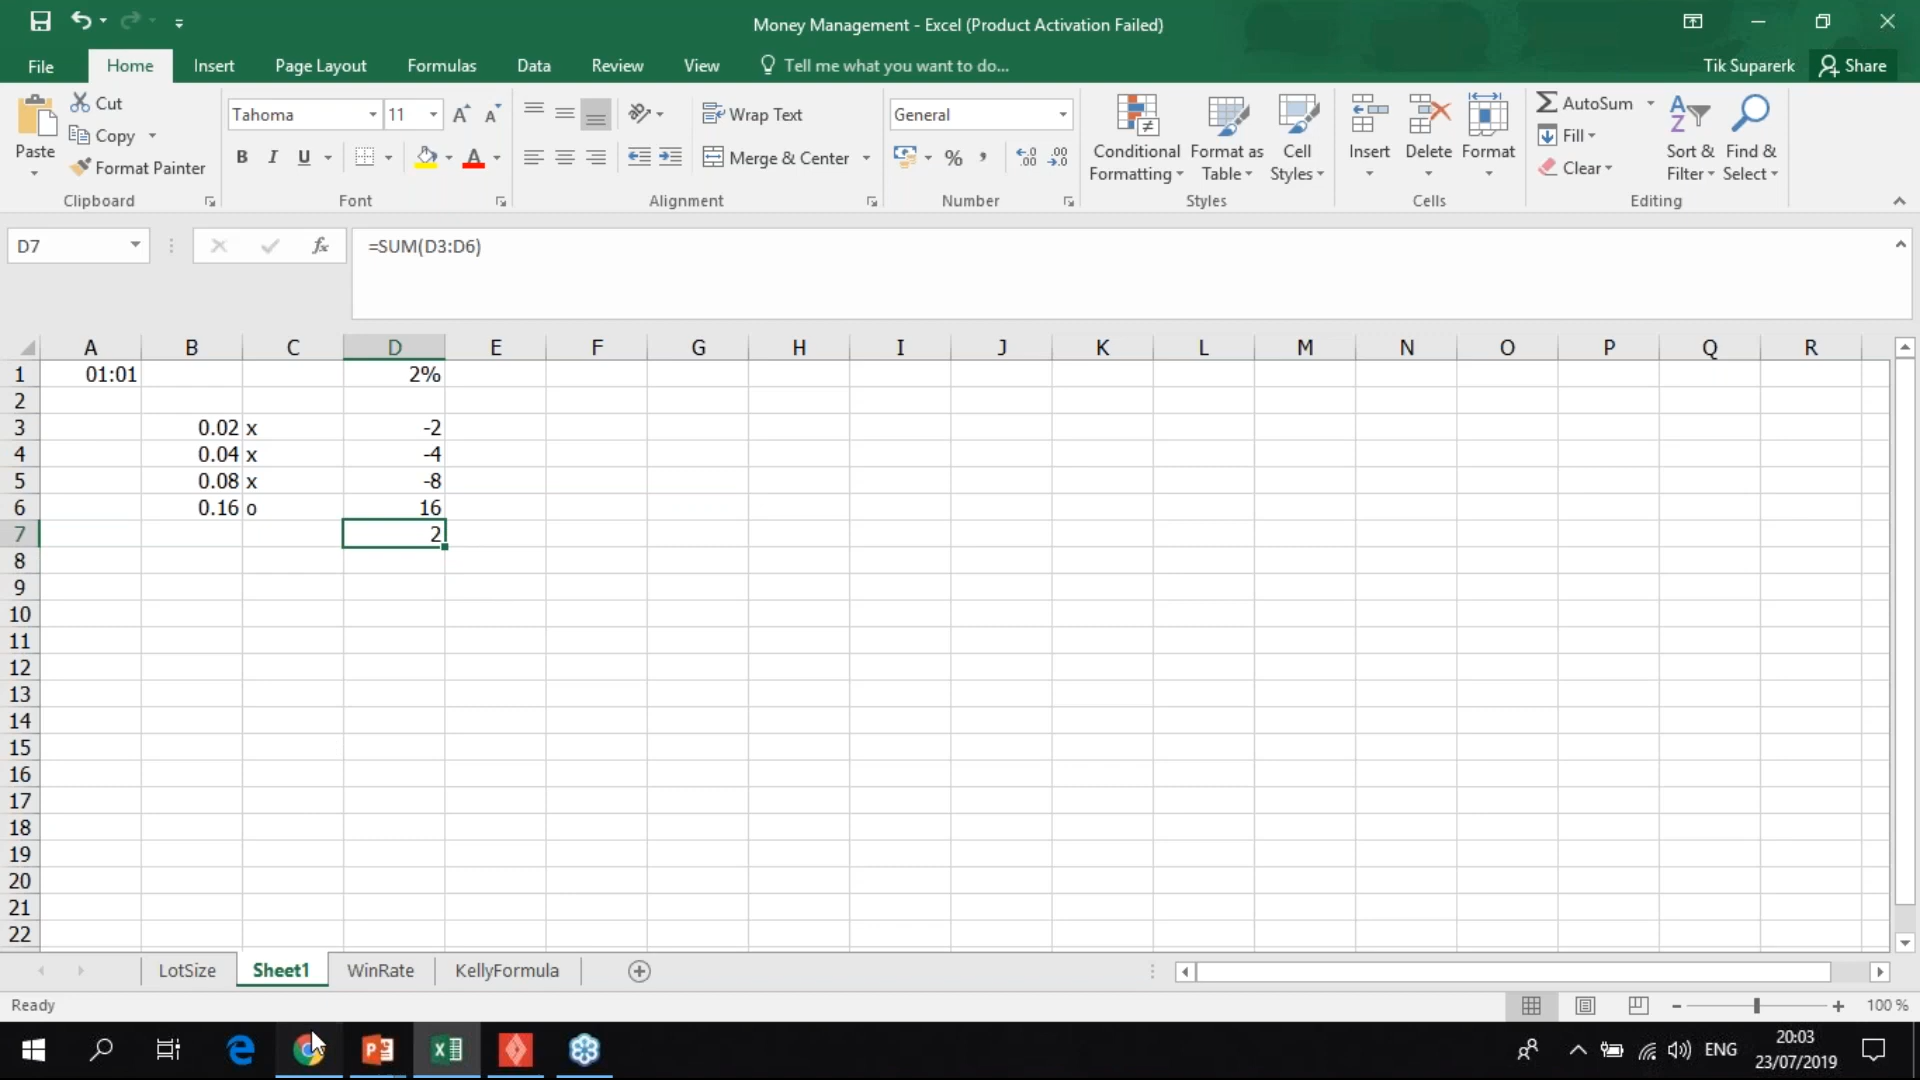 Money Management - Excel (Product Activation Failed)
File Home Insert Page Layout Formulas Data Review View Tell me what you want to do... Tik Suparerk Share
Paste Cut Copy Format Painter Clipboard
Tahoma 11 B I U A Font
Wrap Text Merge & Center Alignment
General % Number
Conditional Formatting Format as Table Cell Styles Styles
Insert Delete Format Cells
AutoSum Fill Clear Sort & Filter Find & Select Editing
D7 fx =SUM(D3:D6)
A B C D E F G H I J K L M N O P Q R
1 01:01 2%
2
3 0.02 x -2
4 0.04 x -4
5 0.08 x -8
6 0.16 o 16
7 2
8
9
10
11
12
13
14
15
16
17
18
19
20
21
22
LotSize Sheet1 WinRate KellyFormula
Ready 100 %
ENG 20:03
23/07/2019